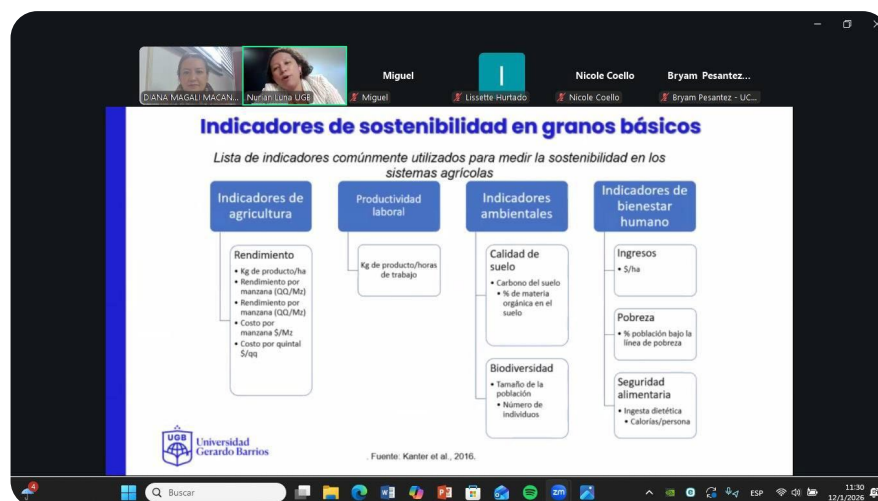 Miguel
Nicole Coello
Bryam Pesantez...
I
DIANA MAGALI MACAN...
Nurian Luna UGB
Miguel
Lissette Hurtado
Nicole Coello
Bryam Pesantez - UC...
Indicadores de sostenibilidad en granos básicos
Lista de indicadores comúnmente utilizados para medir la sostenibilidad en los
sistemas agrícolas
Indicadores de
agricultura
Rendimiento
• Kg de producto/ha
• Rendimiento por
manzana (QQ/Mz)
• Rendimiento por
manzana (QQ/Mz)
• Costo por
manzana $/Mz
• Costo por quintal
$/qq
Productividad
laboral
Kg de producto/horas
de trabajo
Indicadores
ambientales
Calidad de
suelo
• Carbono del suelo
• % de materia
orgánica en el
suelo
Biodiversidad
• Tamaño de la
población
• Número de
individuos
Indicadores de
bienestar
humano
Ingresos
• $/ha
Pobreza
• % población bajo la
línea de pobreza
Seguridad
alimentaria
• Ingesta dietética
• Calorías/persona
UGB
Universidad
Gerardo Barrios
. Fuente: Kanter et al., 2016.
4
Buscar
zm
ESP
11:30
12/1/2026